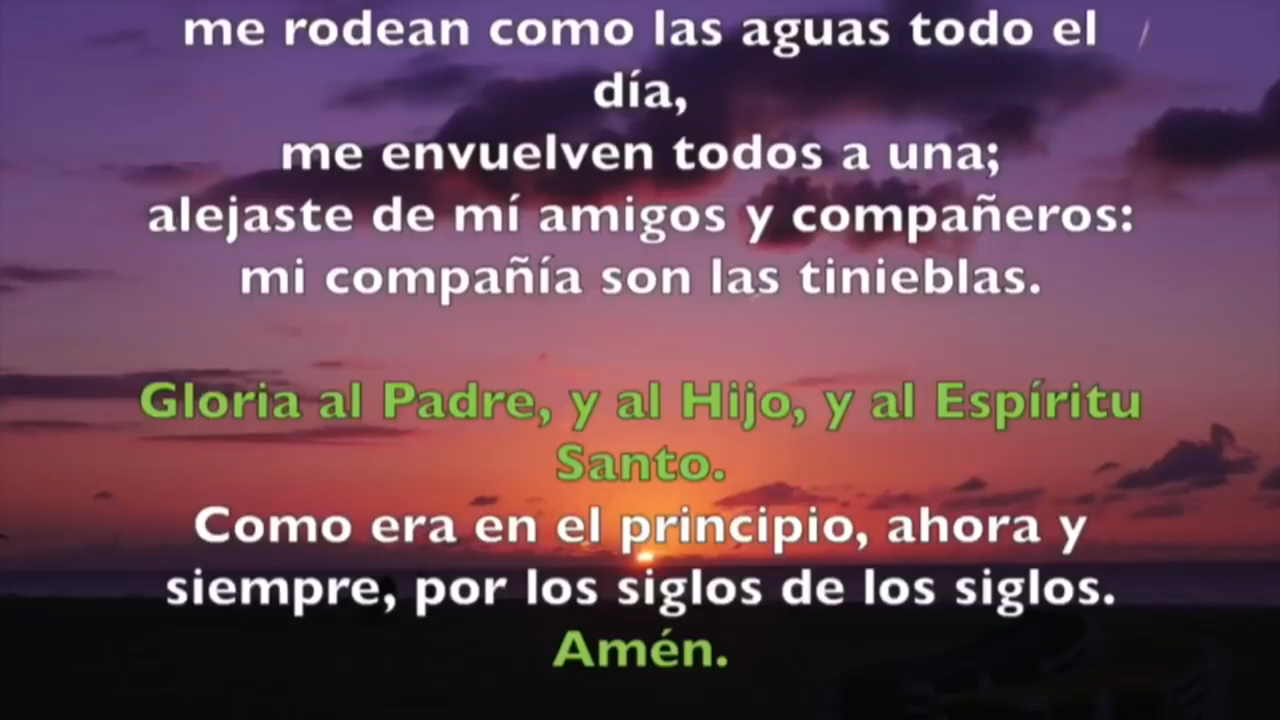 me rodean como las aguas todo el
día,
me envuelven todos a una;
alejaste de mí amigos y compañeros:
mi compañía son las tinieblas.
Gloria al Padre, y al Hijo, y al Espíritu
Santo.
Como era en el principio, ahora y
siempre, por los siglos de los siglos.
Amén.